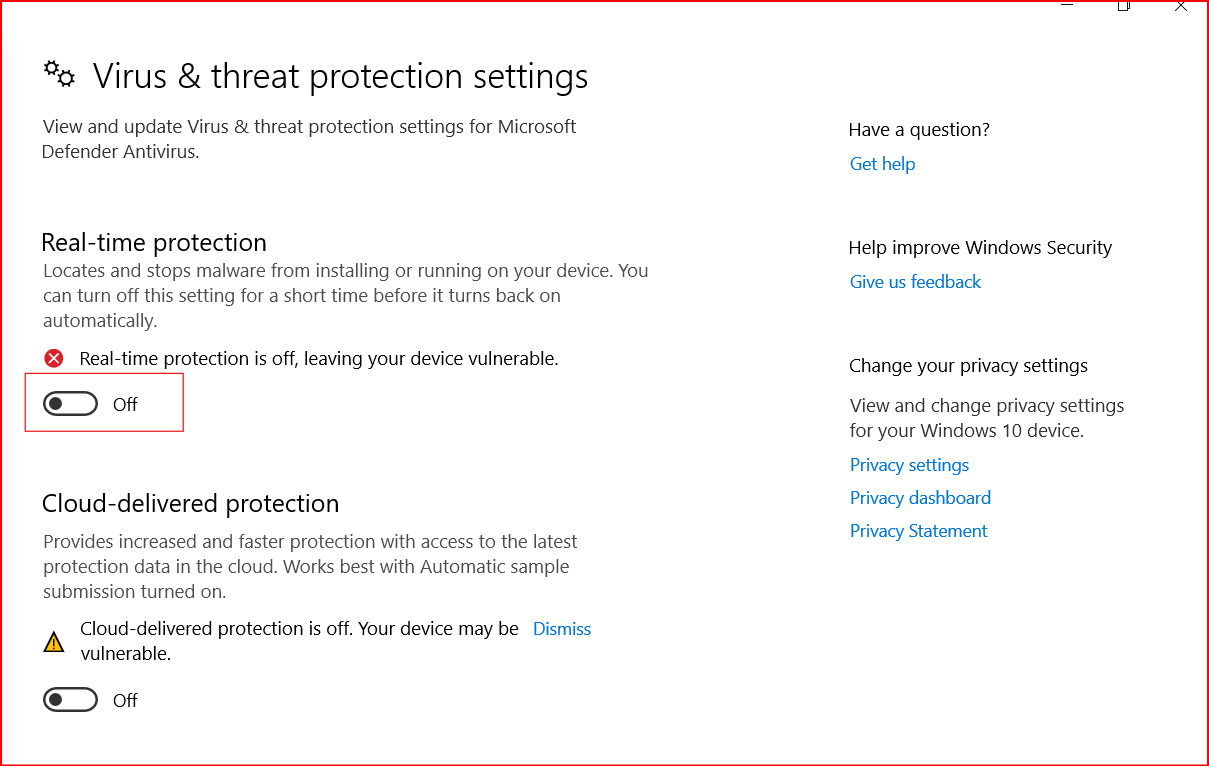 Virus & threat protection settings
View and update Virus & threat protection settings for Microsoft
Defender Antivirus.
Real-time protection
Locates and stops malware from installing or running on your device. You
can turn off this setting for a short time before it turns back on
automatically.
Real-time protection is off, leaving your device vulnerable.
Off
Cloud-delivered protection
Provides increased and faster protection with access to the latest
protection data in the cloud. Works best with Automatic sample
submission turned on.
Cloud-delivered protection is off. Your device may be Dismiss
vulnerable.
Off
Have a question?
Get help
Help improve Windows Security
Give us feedback
Change your privacy settings
View and change privacy settings
for your Windows 10 device.
Privacy settings
Privacy dashboard
Privacy Statement